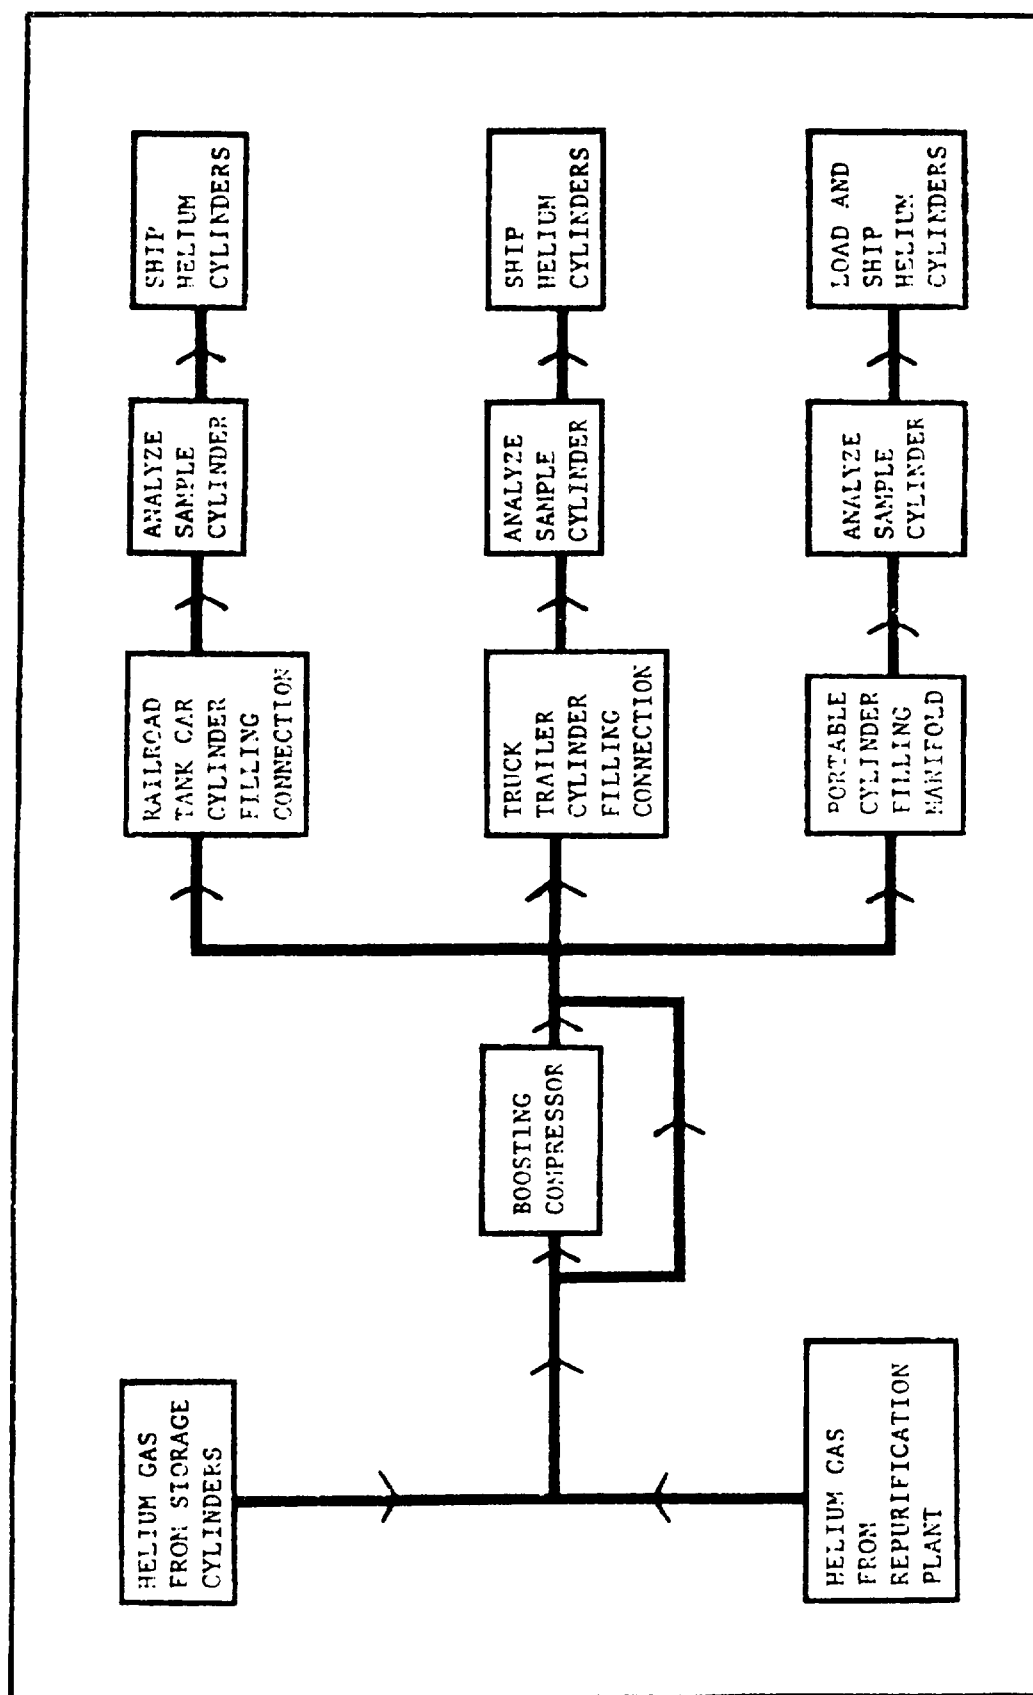 HELIUM GAS
FROM STORAGE
CYLINDERS
HELIUM GAS
FROM
REPURIFICATION
PLANT
BOOSTING
COMPRESSOR
RAILROAD
TANK CAR
CYLINDER
FILLING
CONNECTION
ANALYZE
SAMPLE
CYLINDER
SHIP
HELIUM
CYLINDERS
TRUCK
TRAILER
CYLINDER
FILLING
CONNECTION
ANALYZE
SAMPLE
CYLINDER
SHIP
HELIUM
CYLINDERS
PORTABLE
CYLINDER
FILLING
MANIFOLD
ANALYZE
SAMPLE
CYLINDER
LOAD AND
SHIP
HELIUM
CYLINDERS